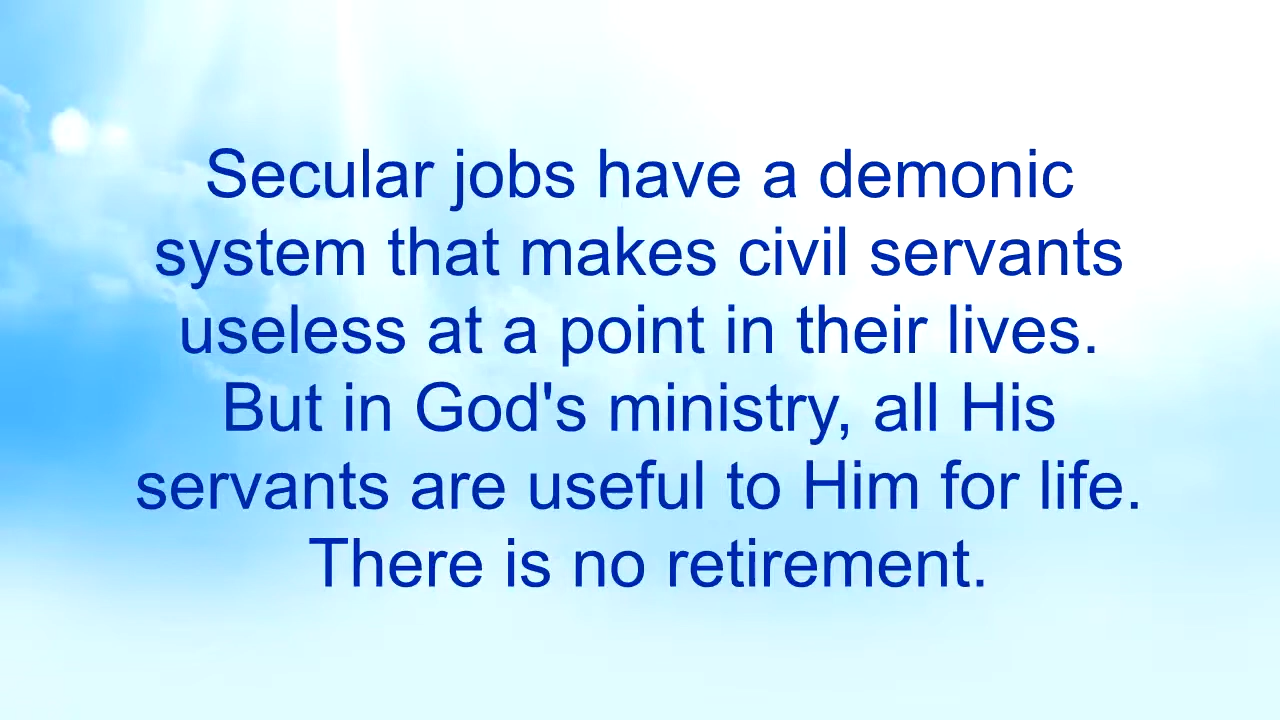 Secular jobs have a demonic
system that makes civil servants
useless at a point in their lives.
But in God's ministry, all His
servants are useful to Him for life.
There is no retirement.